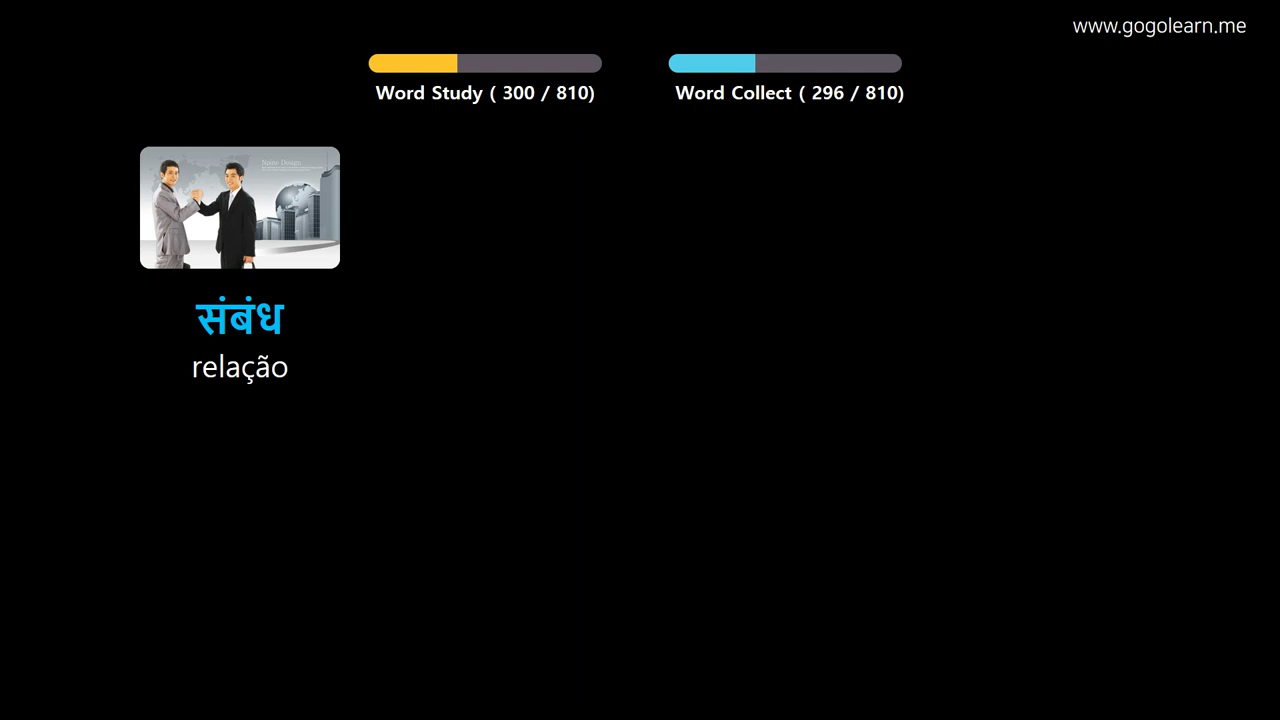 www.gogolearn.me
Word Study ( 300 / 810)
Word Collect ( 296 / 810)
संबंध
relação